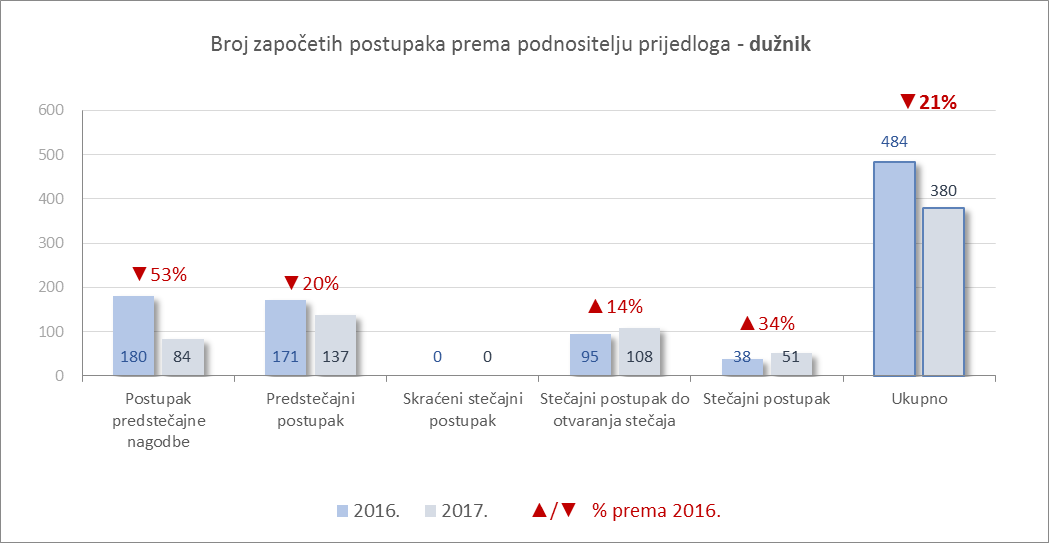 Broj započetih postupaka prema podnositelju prijedloga - dužnik
▼21%
600
500
400
300
200
100
0
484
380
▼53%
▼20%
▲14%
▲34%
180
84
171
137
0
0
95
108
38
51
Postupak
predstečajne
nagodbe
Predstečajni
postupak
Skraćeni stečajni
postupak
Stečajni postupak do
otvaranja stečaja
Stečajni postupak
Ukupno
2016.
2017.
▲/▼ % prema 2016.